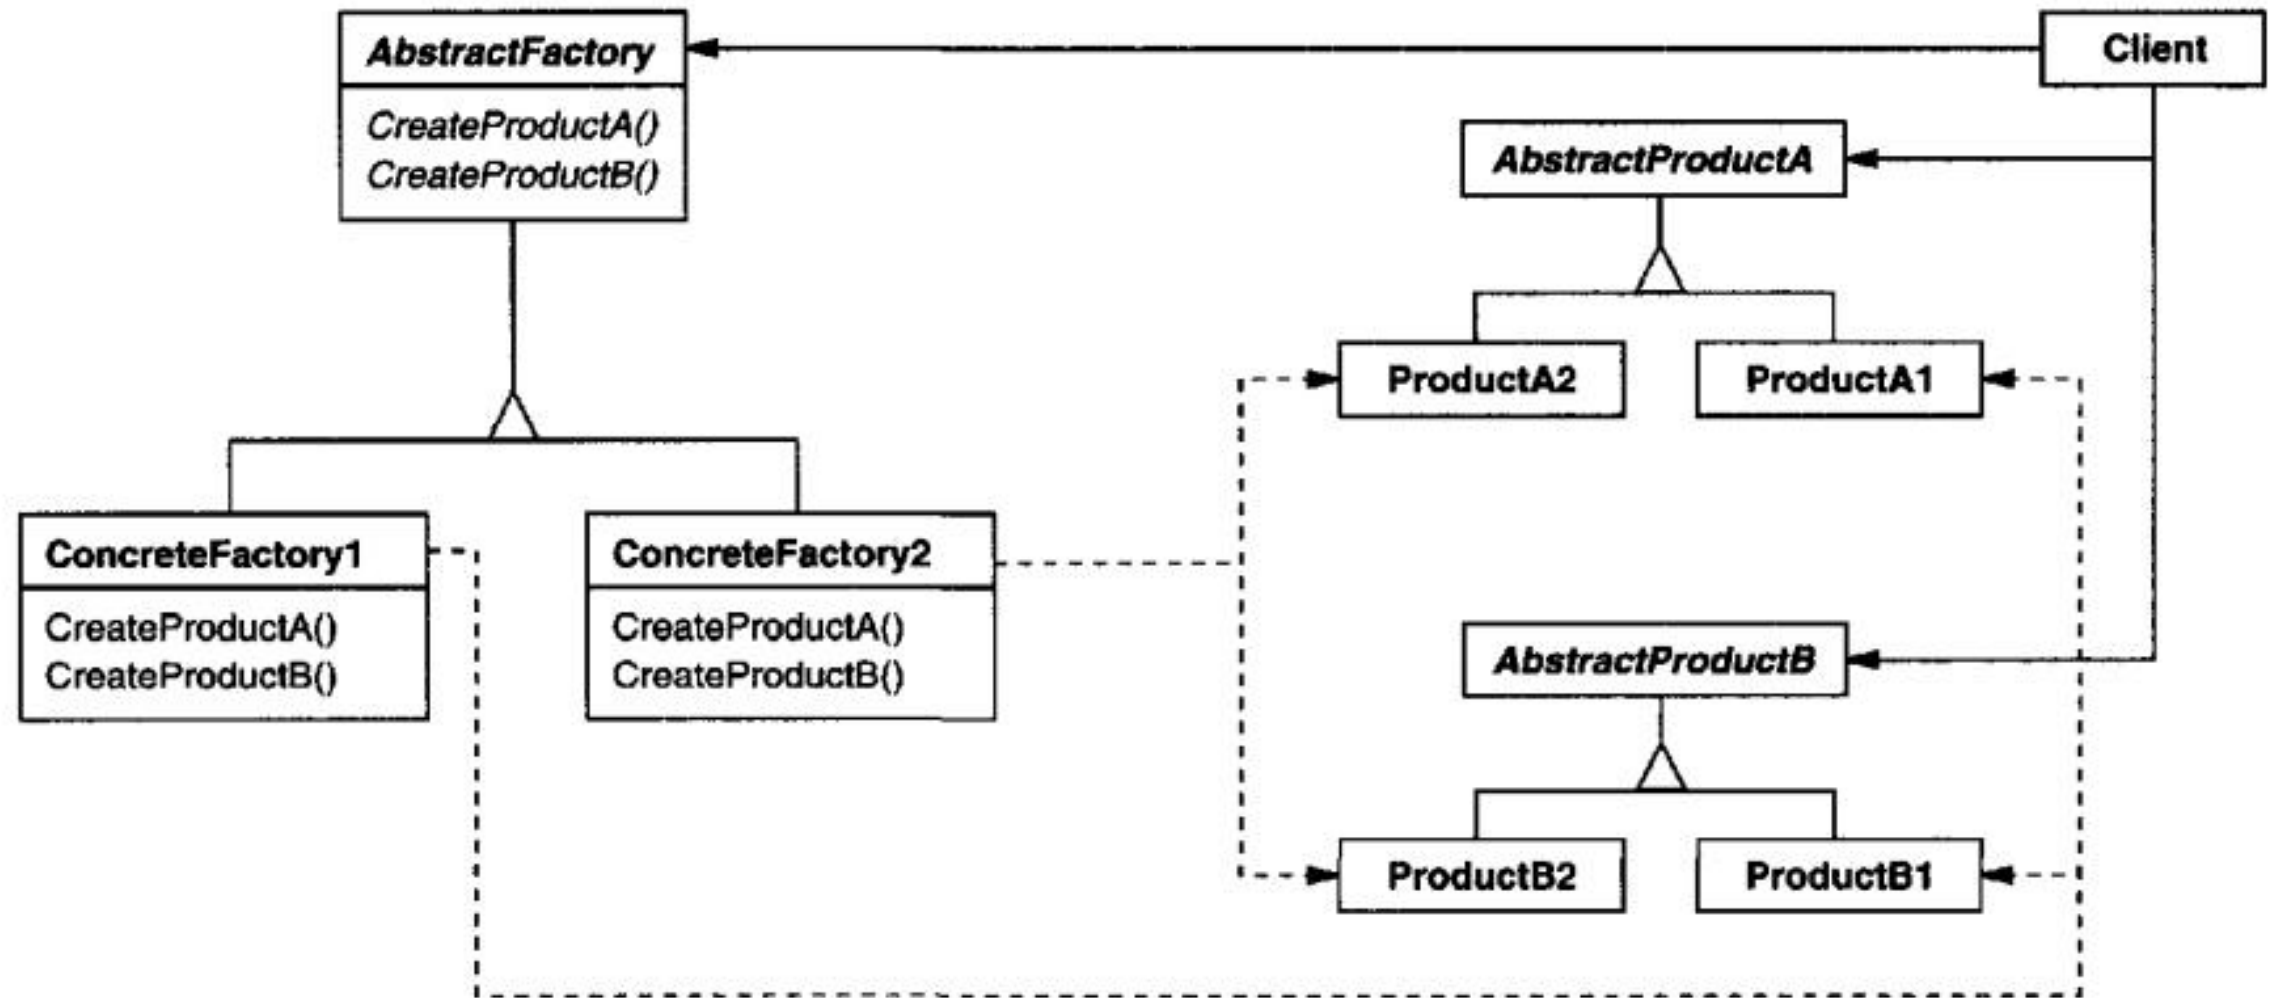 AbstractFactory
CreateProductA()
CreateProductB()
Client
AbstractProductA
ProductA2
ProductA1
ConcreteFactory1
CreateProductA()
CreateProductB()
ConcreteFactory2
CreateProductA()
CreateProductB()
AbstractProductB
ProductB2
ProductB1